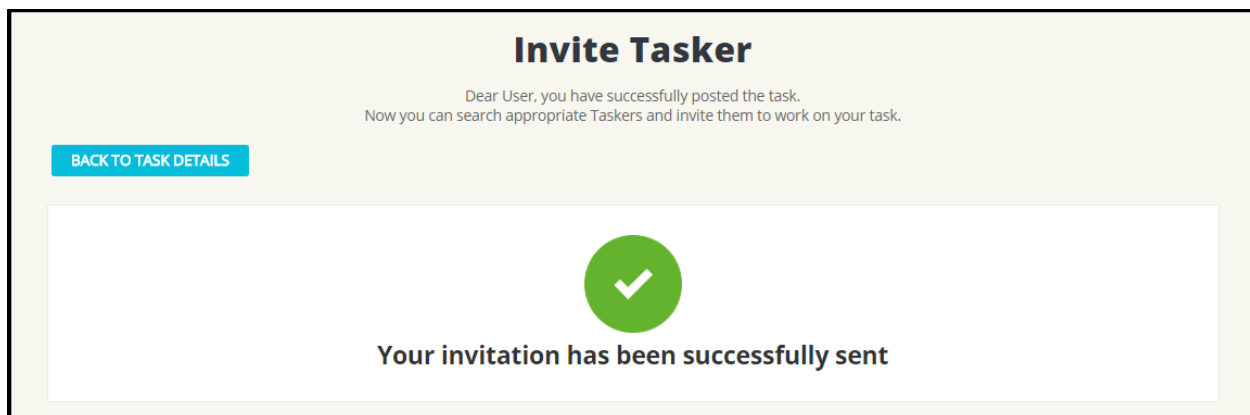 Invite Tasker
Dear User, you have successfully posted the task.
Now you can search appropriate Taskers and invite them to work on your task.
BACK TO TASK DETAILS
Your invitation has been successfully sent